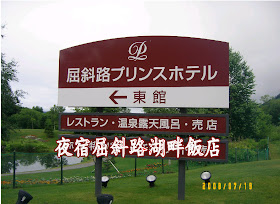 屈斜路プリンスホテル
← 東館
レストラン・温泉露天風呂・売店
夜宿屈斜路湖畔飯店
2008/07/10